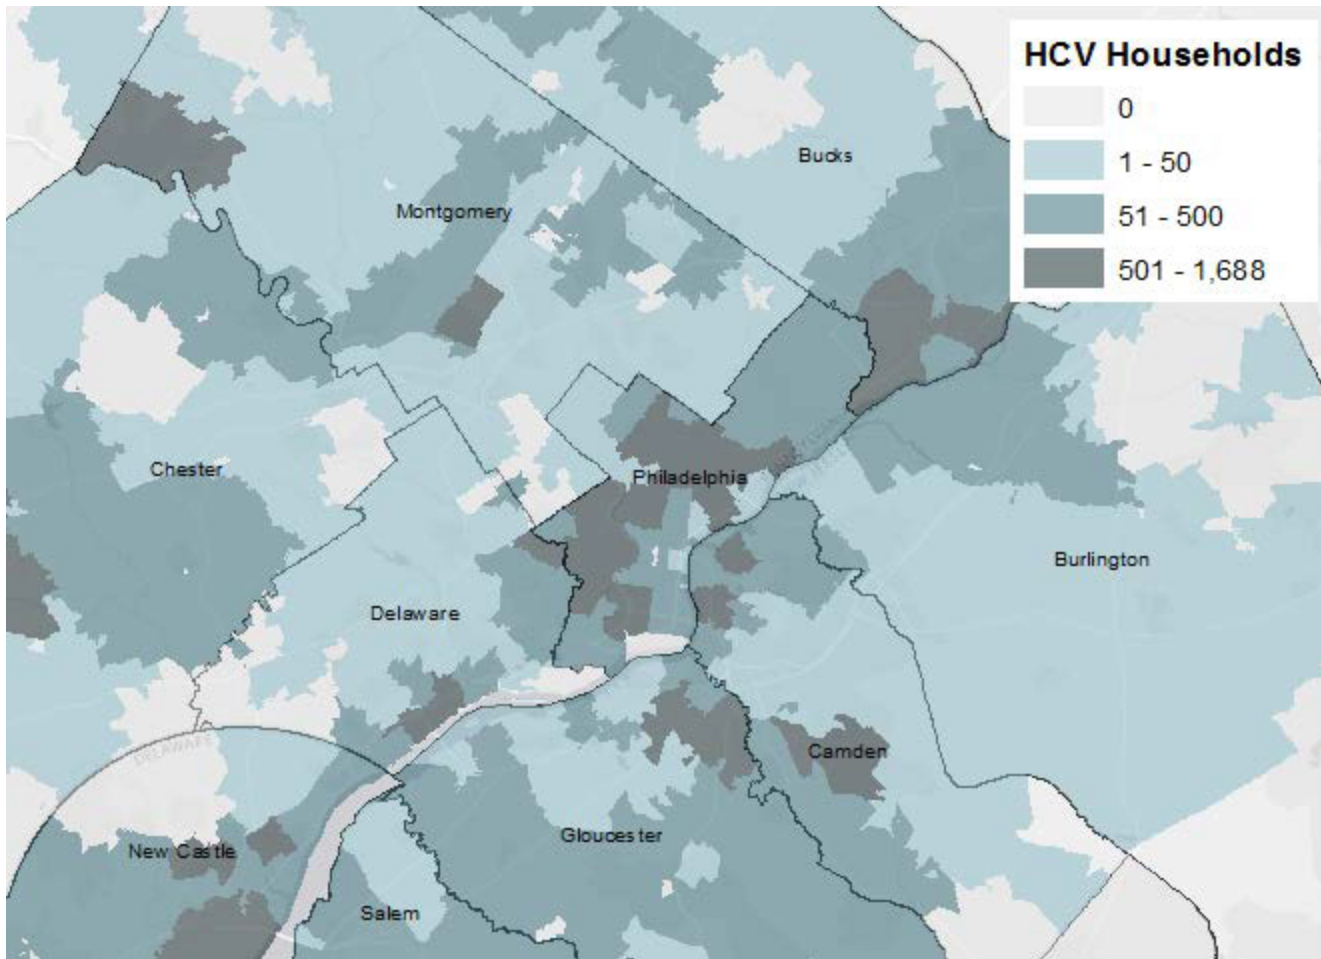 HCV Households
0
1 - 50
51 - 500
501 - 1,688
Bucks
Montgomery
Chester
Philadelphia
Burlington
Delaware
DELAWARE
Camden
Gloucester
New Castle
Salem